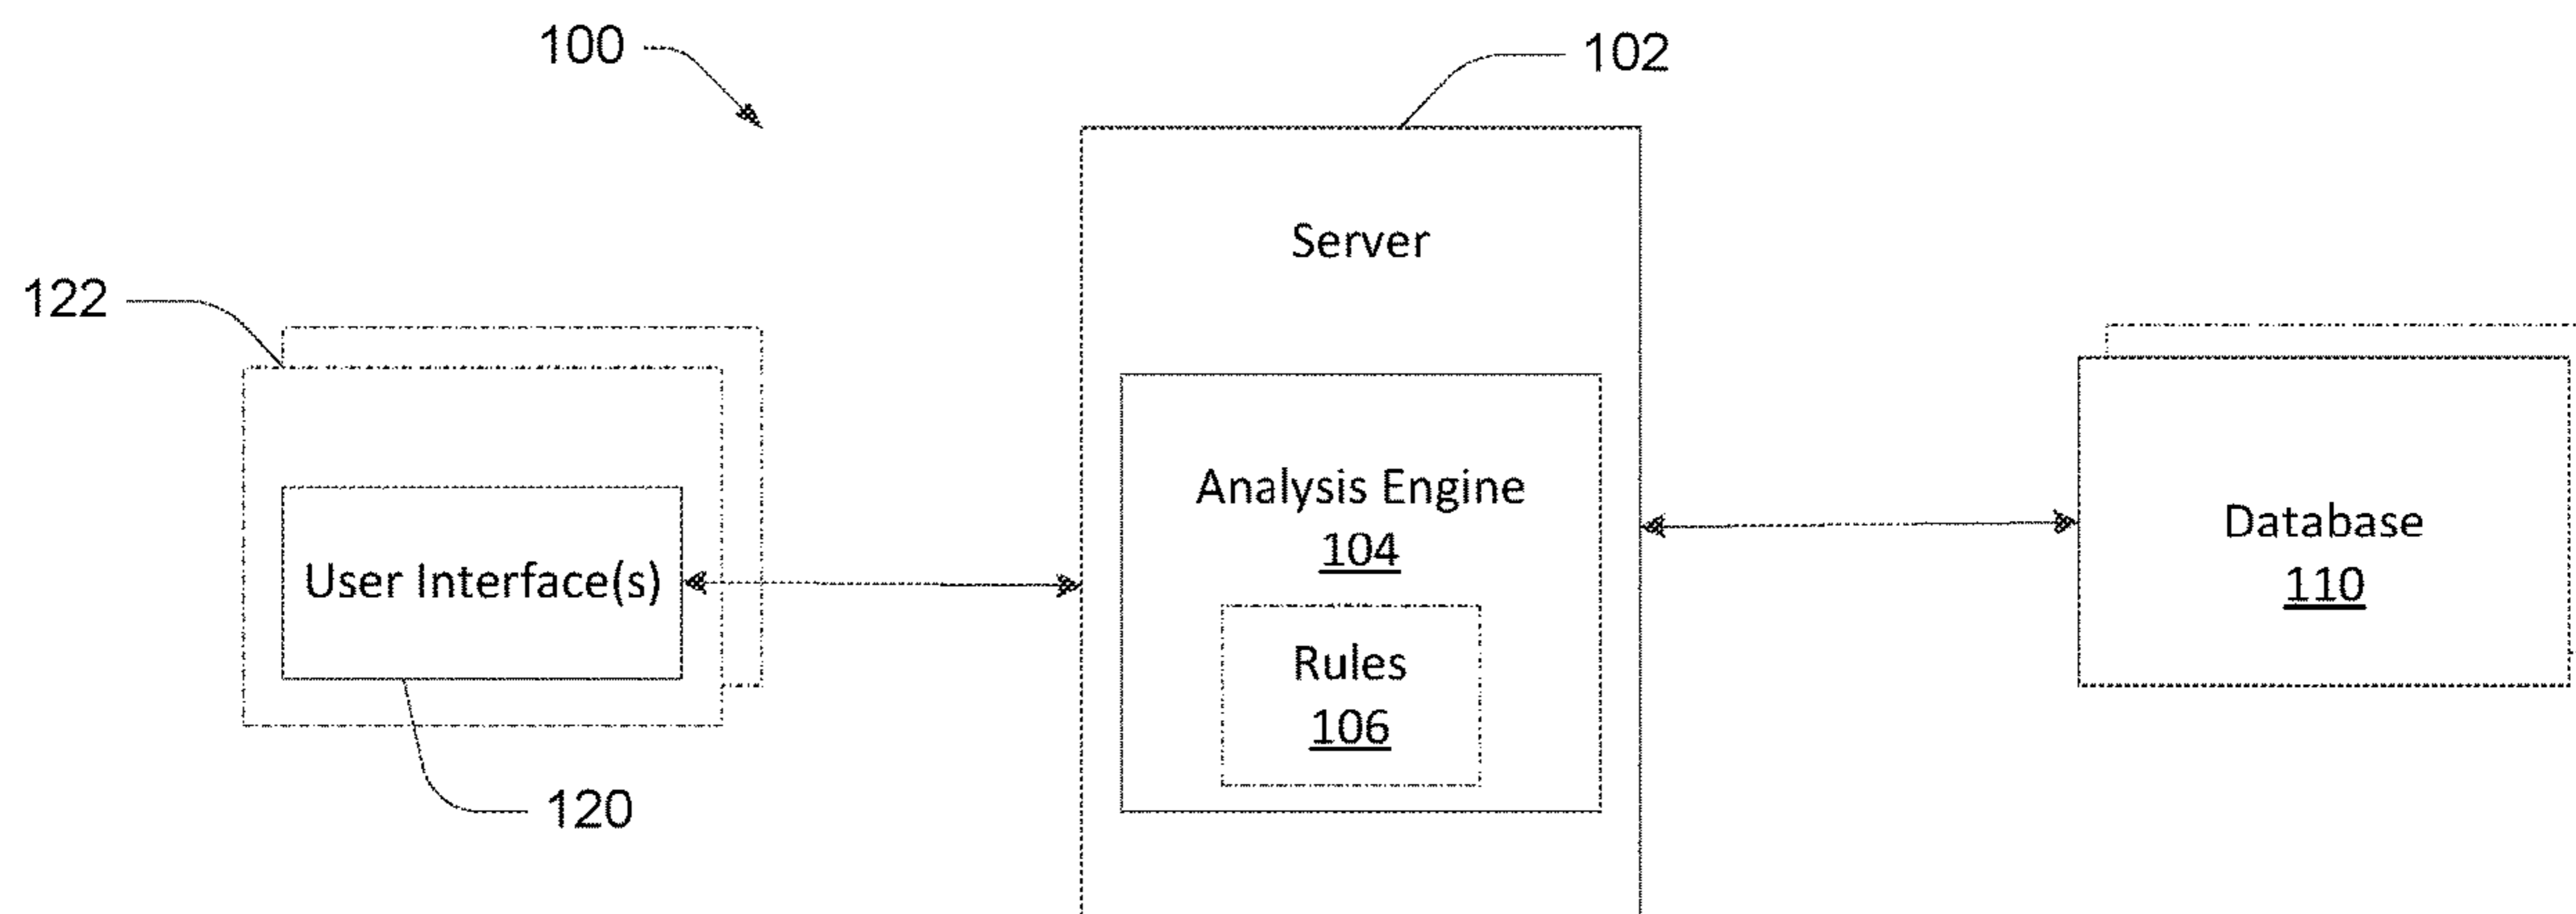 100
102
Server
122
Analysis Engine
104
User Interface(s)
Rules
106
120
Database
110